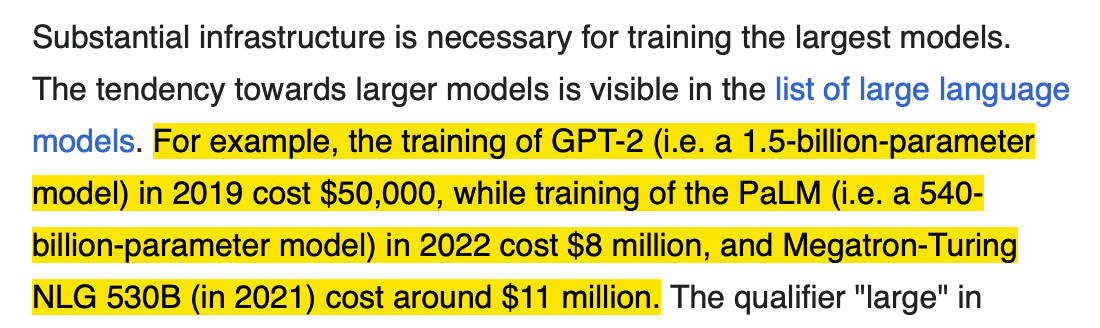 Substantial infrastructure is necessary for training the largest models.
The tendency towards larger models is visible in the list of large language
models. For example, the training of GPT-2 (i.e. a 1.5-billion-parameter
model) in 2019 cost $50,000, while training of the PaLM (i.e. a 540-
billion-parameter model) in 2022 cost $8 million, and Megatron-Turing
NLG 530B (in 2021) cost around $11 million. The qualifier "large" in